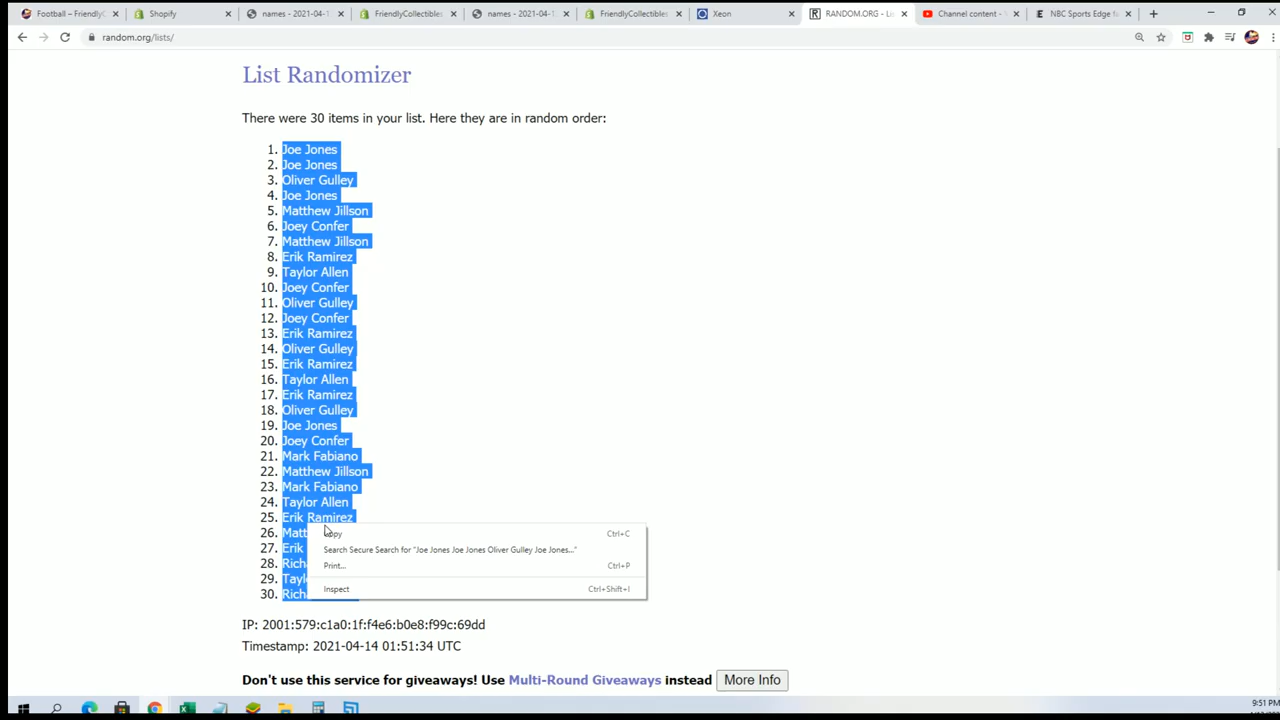 Football – FriendlyC
Shopify
names - 2021-04-1
FriendlyCollectibles
names - 2021-04-1
FriendlyCollectibles
Xeon
RANDOM.ORG - Li
Channel content -
NBC Sports Edge f
random.org/lists/
List Randomizer
There were 30 items in your list. Here they are in random order:
1. Joe Jones
2. Joe Jones
3. Oliver Gulley
4. Joe Jones
5. Matthew Jillson
6. Joey Confer
7. Matthew Jillson
8. Erik Ramirez
9. Taylor Allen
10. Joey Confer
11. Oliver Gulley
12. Joey Confer
13. Erik Ramirez
14. Oliver Gulley
15. Erik Ramirez
16. Taylor Allen
17. Erik Ramirez
18. Oliver Gulley
19. Joe Jones
20. Joey Confer
21. Mark Fabiano
22. Matthew Jillson
23. Mark Fabiano
24. Taylor Allen
25. Erik Ramirez
26. Matt
27. Erik
28. Rich
29. Tayl
30. Rich
Copy Ctrl+C
Search Secure Search for "Joe Jones Joe Jones Oliver Gulley Joe Jones..."
Print... Ctrl+P
Inspect Ctrl+Shift+I
IP: 2001:579:c1a0:1f:f4e6:b0e8:f99c:69dd
Timestamp: 2021-04-14 01:51:34 UTC
Don't use this service for giveaways! Use Multi-Round Giveaways instead More Info
9:51 PM